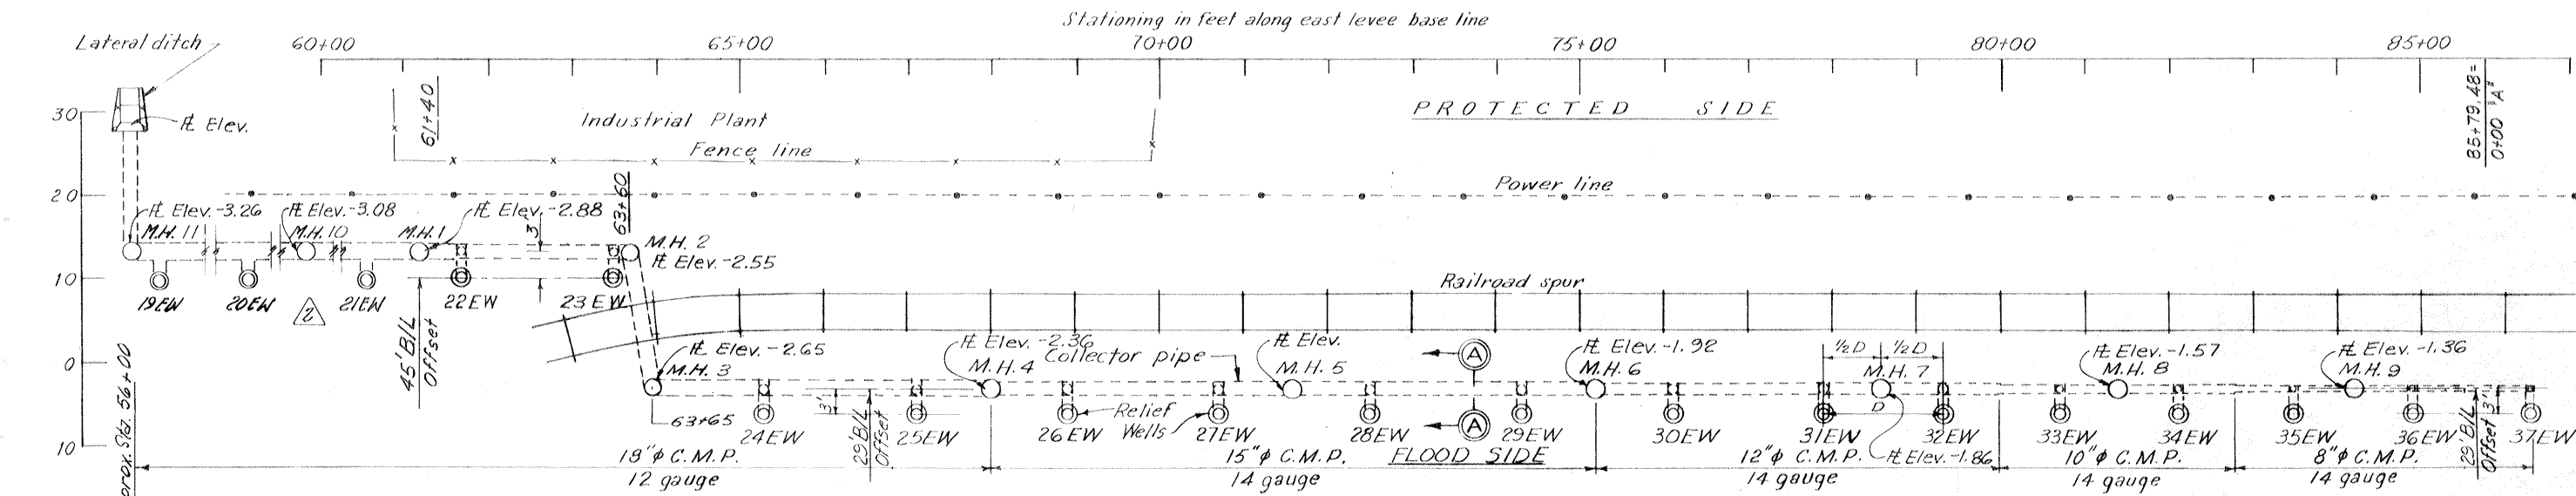 Stationing in feet along east levee base line
Lateral ditch
60+00
65+00
70+00
75+00
80+00
85+00
30
20
10
0
10
℄ Elev.
61+40
Industrial Plant
Fence line
PROTECTED SIDE
85+79.48=
0+00 "A"
Power line
63+60
℄ Elev.-3.26
℄ Elev.-3.08
℄ Elev.-2.88
3'
M.H. 11
M.H. 10
M.H. 1
M.H. 2
℄ Elev.-2.55
19EW
20EW
2
21EW
22EW
23EW
Railroad spur
45' B/L
Offset
prox. Sta. 56+00
℄ Elev.-2.65
M.H. 3
℄ Elev.-2.36
M.H. 4
Collector pipe
℄ Elev.
M.H. 5
A
A
℄ Elev.-1.92
M.H. 6
½D
½D
M.H. 7
D
℄ Elev.-1.57
M.H. 8
℄ Elev.-1.36
M.H. 9
63+65
3'
29' B/L
Offset
Relief
Wells
24EW
25EW
26EW
27EW
28EW
29EW
30EW
31EW
32EW
33EW
34EW
35EW
36EW
37EW
29' B/L
Offset
3'
18"φ C.M.P.
12 gauge
15"φ C.M.P.
14 gauge
FLOOD SIDE
12"φ C.M.P.
14 gauge
℄ Elev.-1.86
10"φ C.M.P.
14 gauge
8"φ C.M.P.
14 gauge